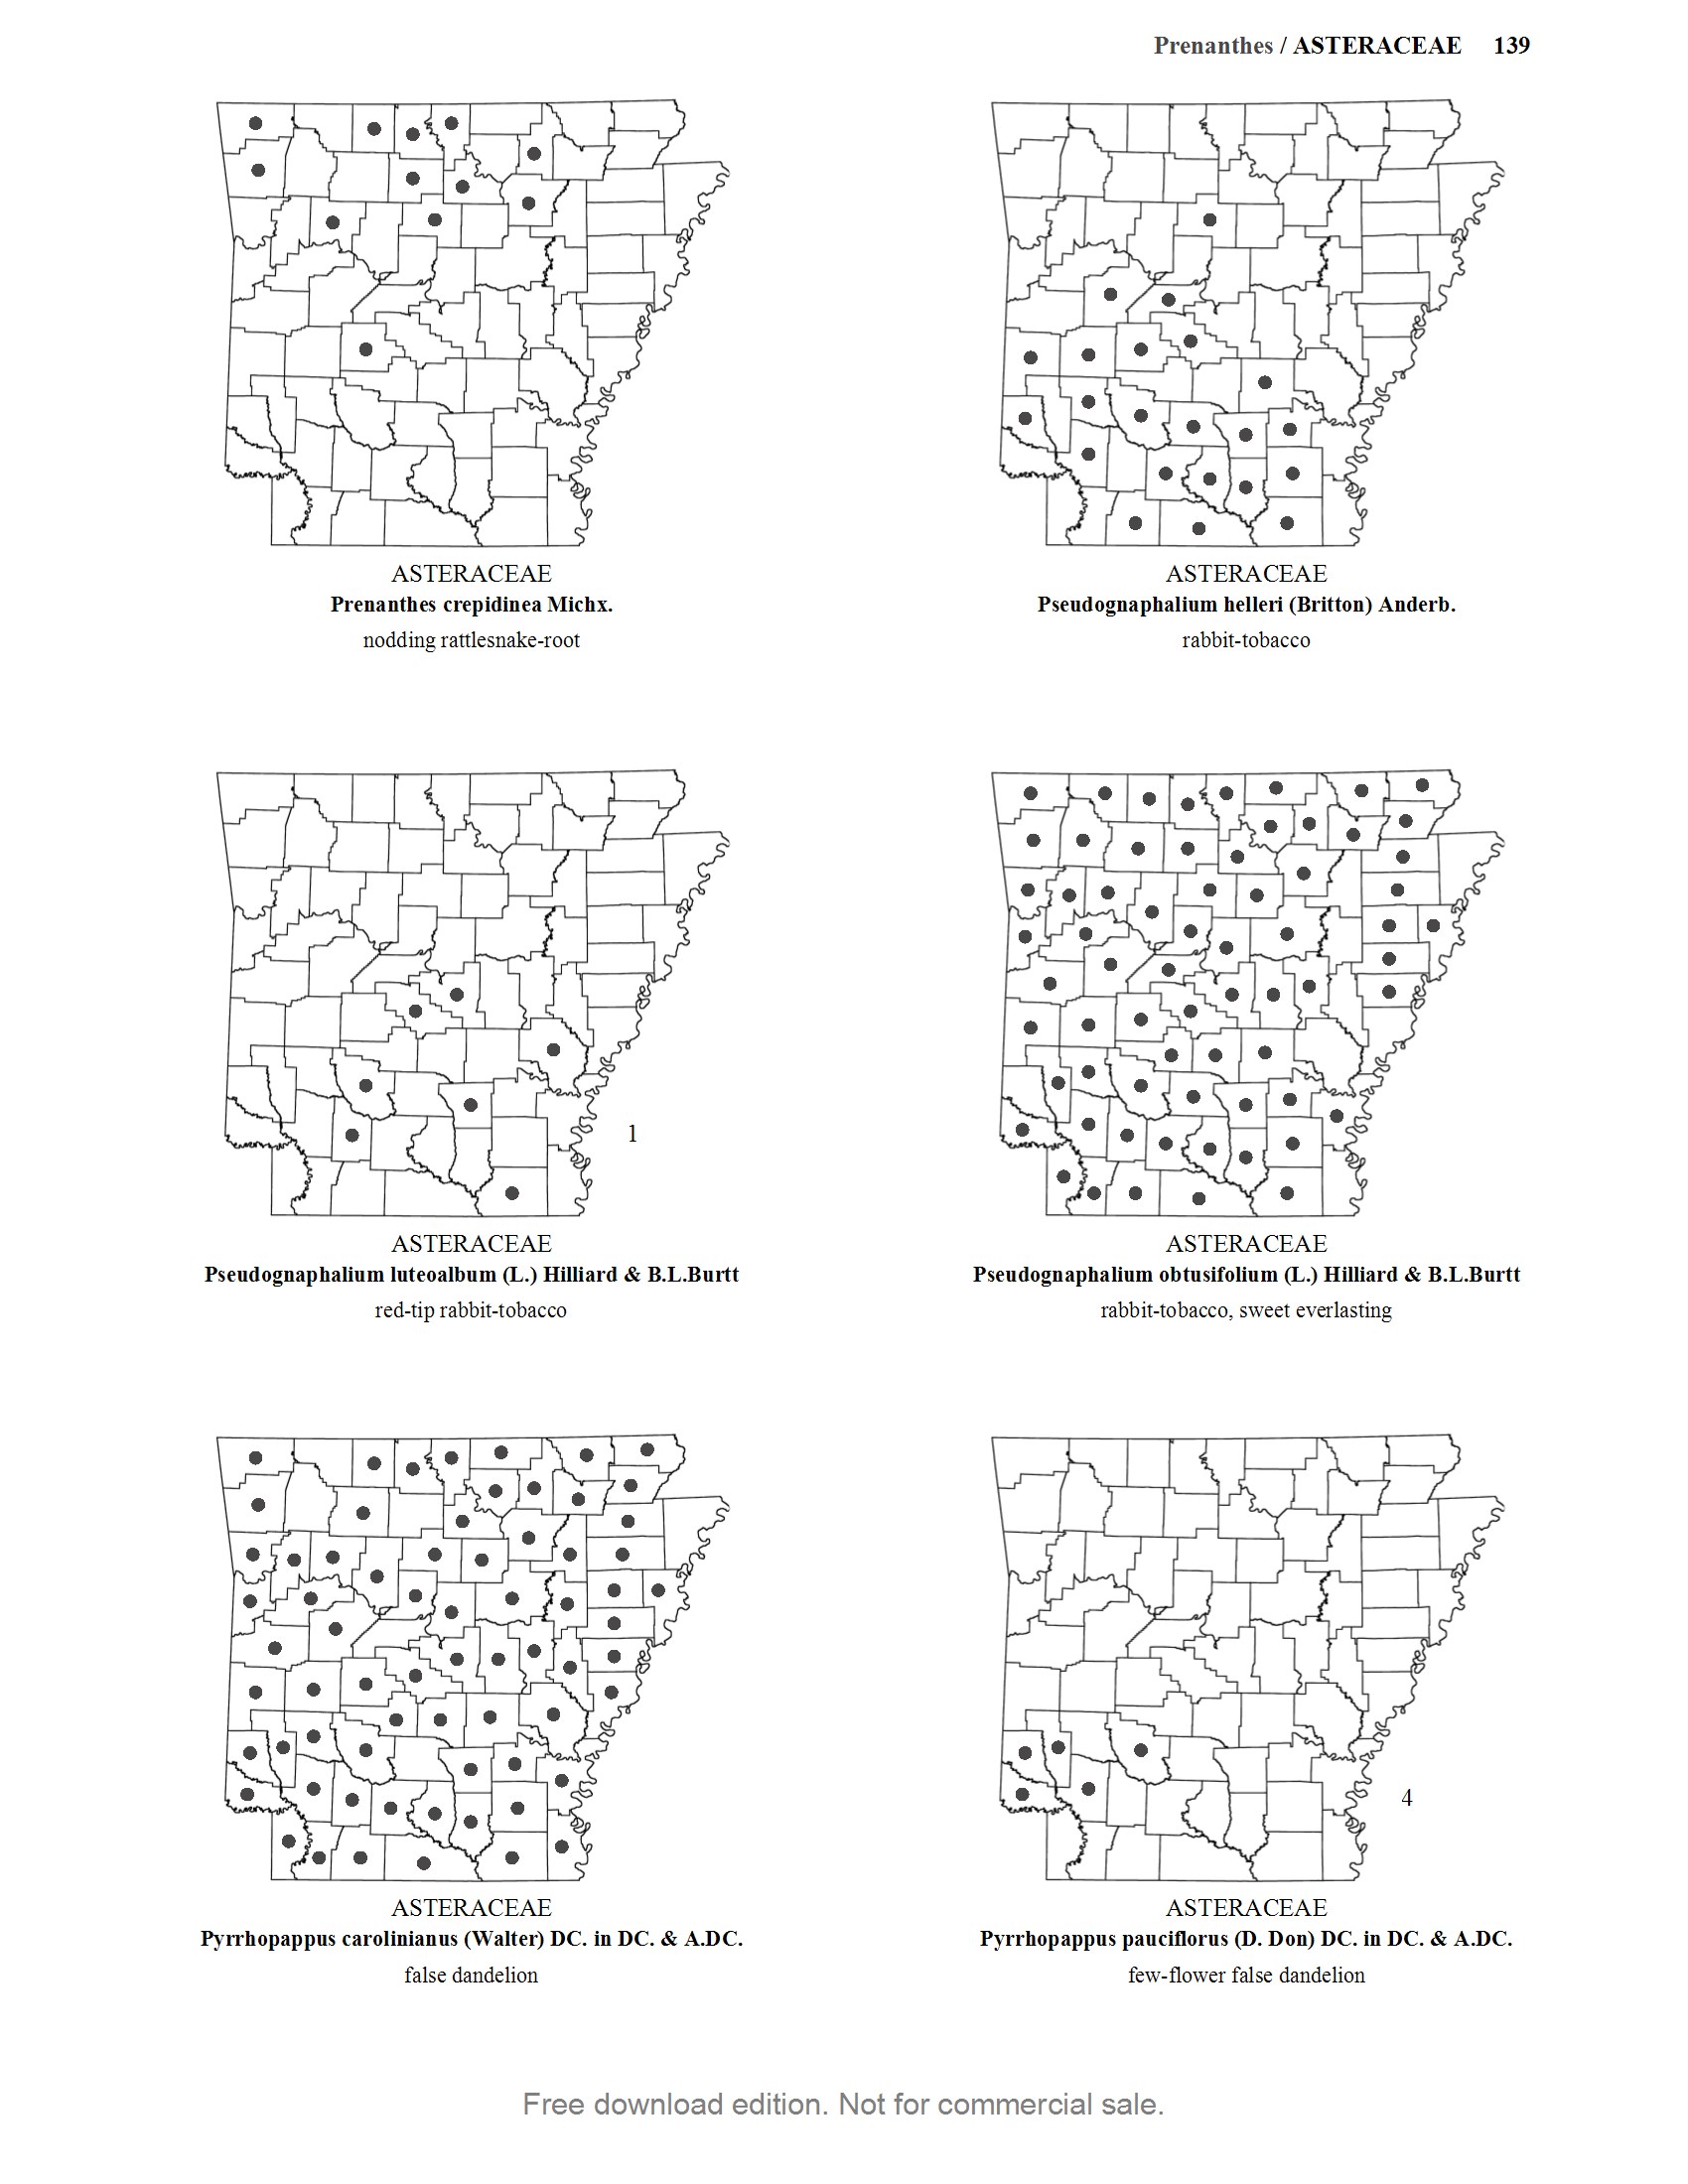 Prenanthes / ASTERACEAE 139
ASTERACEAE
Prenanthes crepidinea Michx.
nodding rattlesnake-root
ASTERACEAE
Pseudognaphalium helleri (Britton) Anderb.
rabbit-tobacco
1
ASTERACEAE
Pseudognaphalium luteoalbum (L.) Hilliard & B.L.Burtt
red-tip rabbit-tobacco
ASTERACEAE
Pseudognaphalium obtusifolium (L.) Hilliard & B.L.Burtt
rabbit-tobacco, sweet everlasting
ASTERACEAE
Pyrrhopappus carolinianus (Walter) DC. in DC. & A.DC.
false dandelion
4
ASTERACEAE
Pyrrhopappus pauciflorus (D. Don) DC. in DC. & A.DC.
few-flower false dandelion
Free download edition. Not for commercial sale.